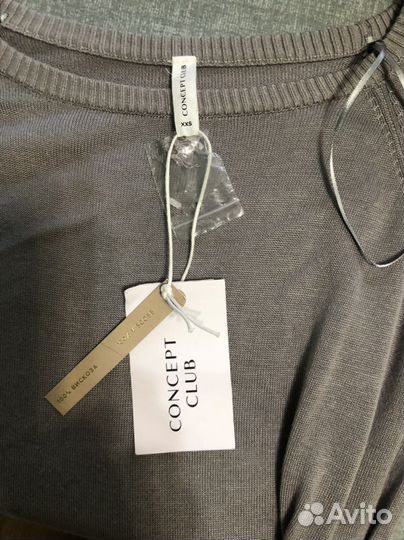 CONCEPT CLUB
XXS
100% ВИСКОЗА
CONCEPT
CLUB
Avito